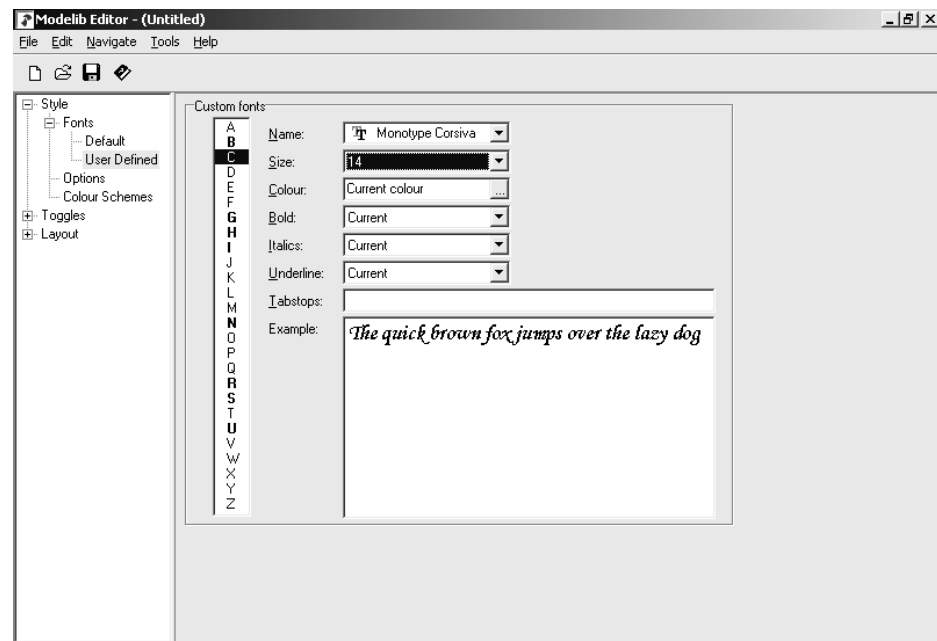 Modelib Editor - (Untitled)
File Edit Navigate Tools Help
Style
Fonts
Default
User Defined
Options
Colour Schemes
Toggles
Layout
Custom fonts
A
B
C
D
E
F
G
H
I
J
K
L
M
N
O
P
Q
R
S
T
U
V
W
X
Y
Z
Name: Monotype Corsiva
Size: 14
Colour: Current colour ...
Bold: Current
Italics: Current
Underline: Current
Tabstops:
Example: The quick brown fox jumps over the lazy dog